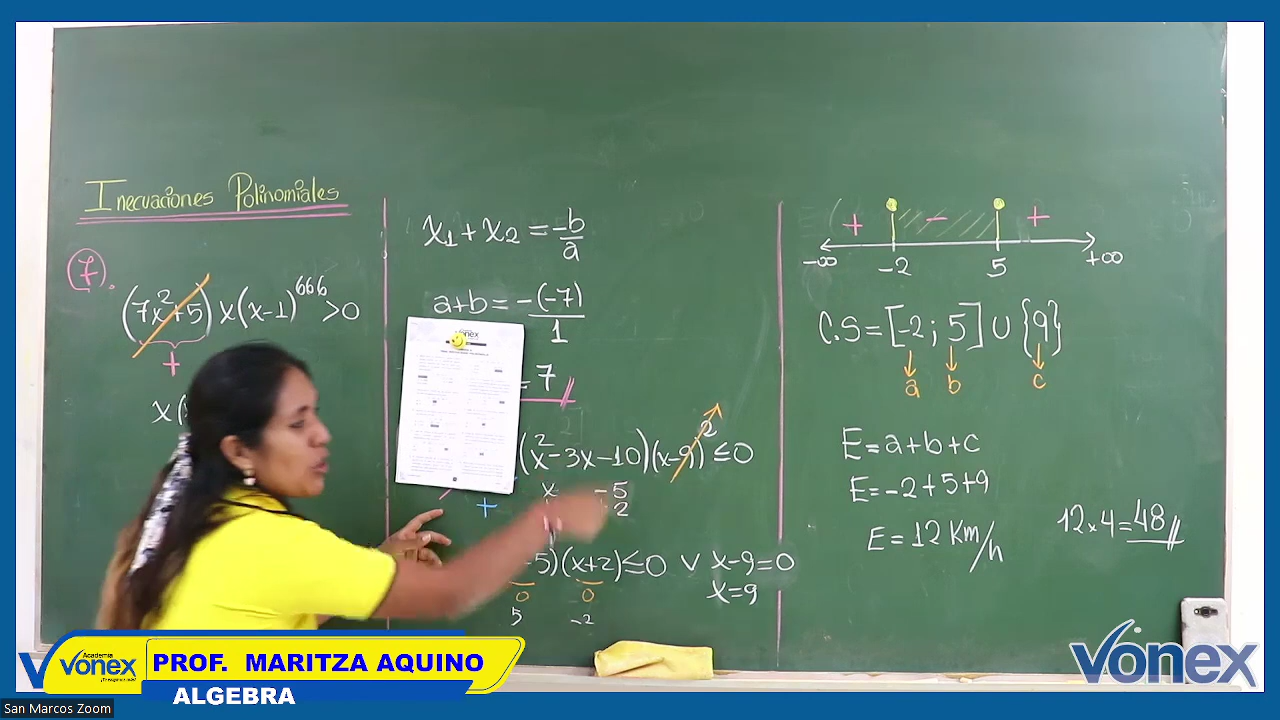 Inecuaciones Polinomiales
7.
(7x²+5) x(x-1)⁶⁶⁶ >0
+
x(
x₁+x₂ = -b/a
a+b = -(-7)/1
= 7
vonex
(x²-3x-10)(x-9)² ≤0
x -5
2
+
-5)(x+2)≤0 ∨ x-9=0
0 0 x=9
5 -2
+ - +
-∞ -2 5 +∞
C.S = [-2; 5] ∪ {9}
a b c
E = a+b+c
E = -2+5+9
E = 12 Km/h
12 × 4 = 48
Academia
Vonex
PROF. MARITZA AQUINO
ALGEBRA
vonex
San Marcos Zoom